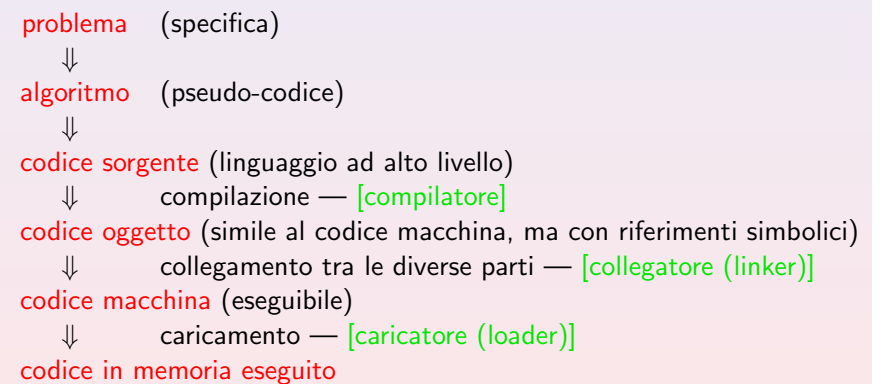 problema (specifica)
⇓
algoritmo (pseudo-codice)
⇓
codice sorgente (linguaggio ad alto livello)
⇓ compilazione — [compilatore]
codice oggetto (simile al codice macchina, ma con riferimenti simbolici)
⇓ collegamento tra le diverse parti — [collegatore (linker)]
codice macchina (eseguibile)
⇓ caricamento — [caricatore (loader)]
codice in memoria eseguito